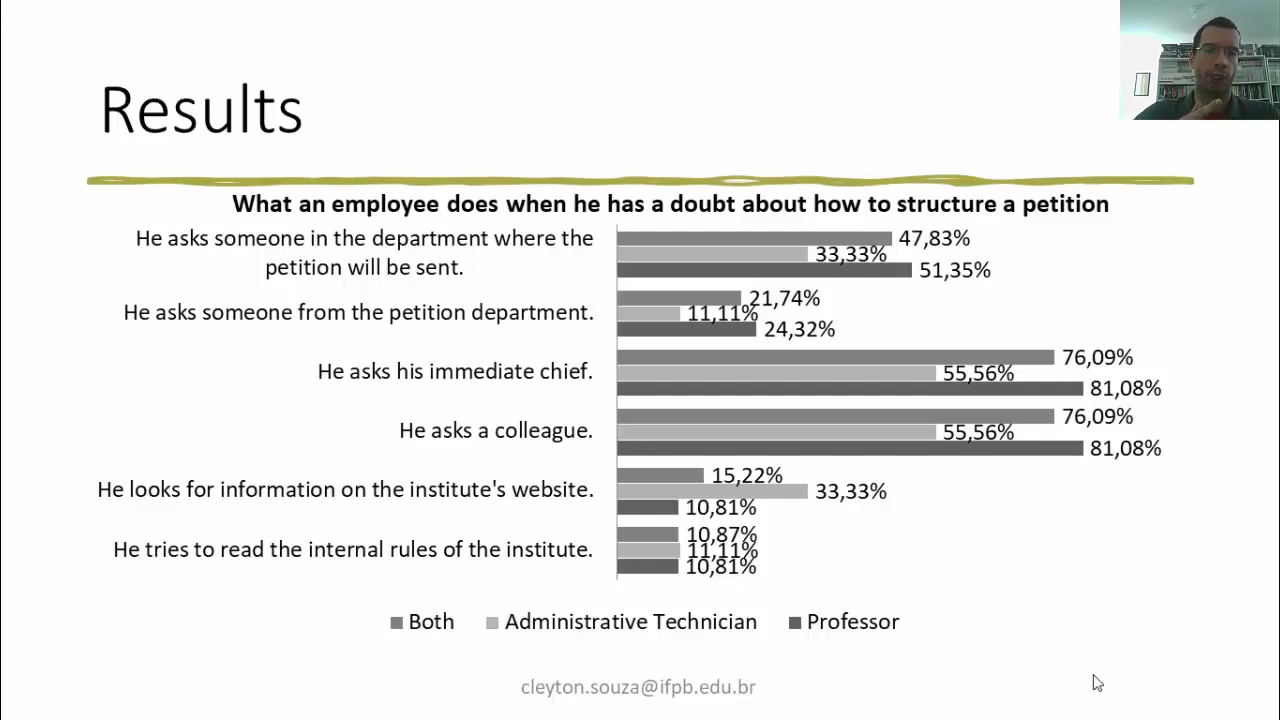 Results
What an employee does when he has a doubt about how to structure a petition
He asks someone in the department where the
petition will be sent.
47,83%
33,33%
51,35%
He asks someone from the petition department.
21,74%
11,11%
24,32%
He asks his immediate chief.
76,09%
55,56%
81,08%
He asks a colleague.
76,09%
55,56%
81,08%
He looks for information on the institute's website.
15,22%
33,33%
10,81%
He tries to read the internal rules of the institute.
10,87%
11,11%
10,81%
Both Administrative Technician Professor
cleyton.souza@ifpb.edu.br